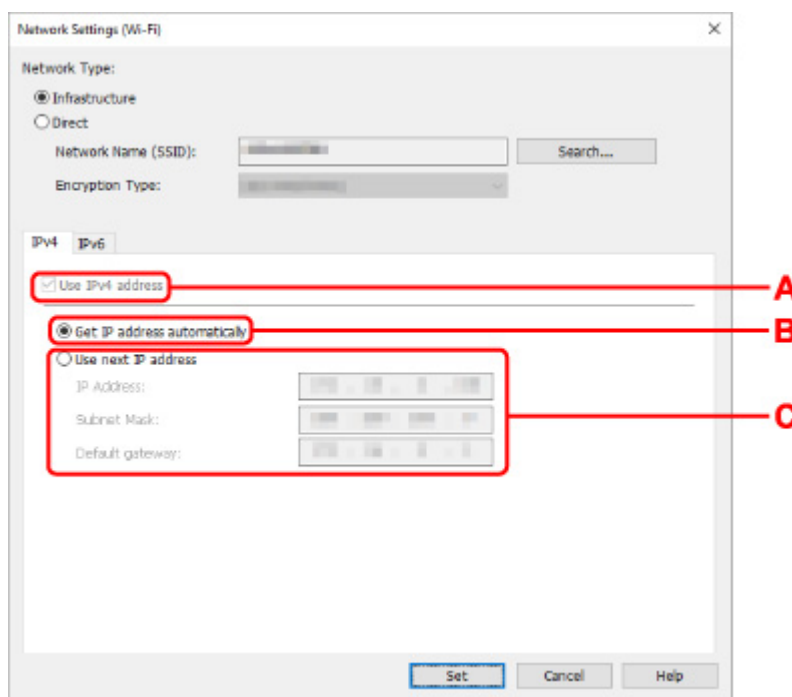 Network Settings (Wi-Fi)
Network Type:
Infrastructure
Direct
Network Name (SSID):
Search...
Encryption Type:
IPv4 IPv6
Use IPv4 address
A
Get IP address automatically
B
Use next IP address
IP Address:
Subnet Mask:
C
Default gateway:
Set Cancel Help